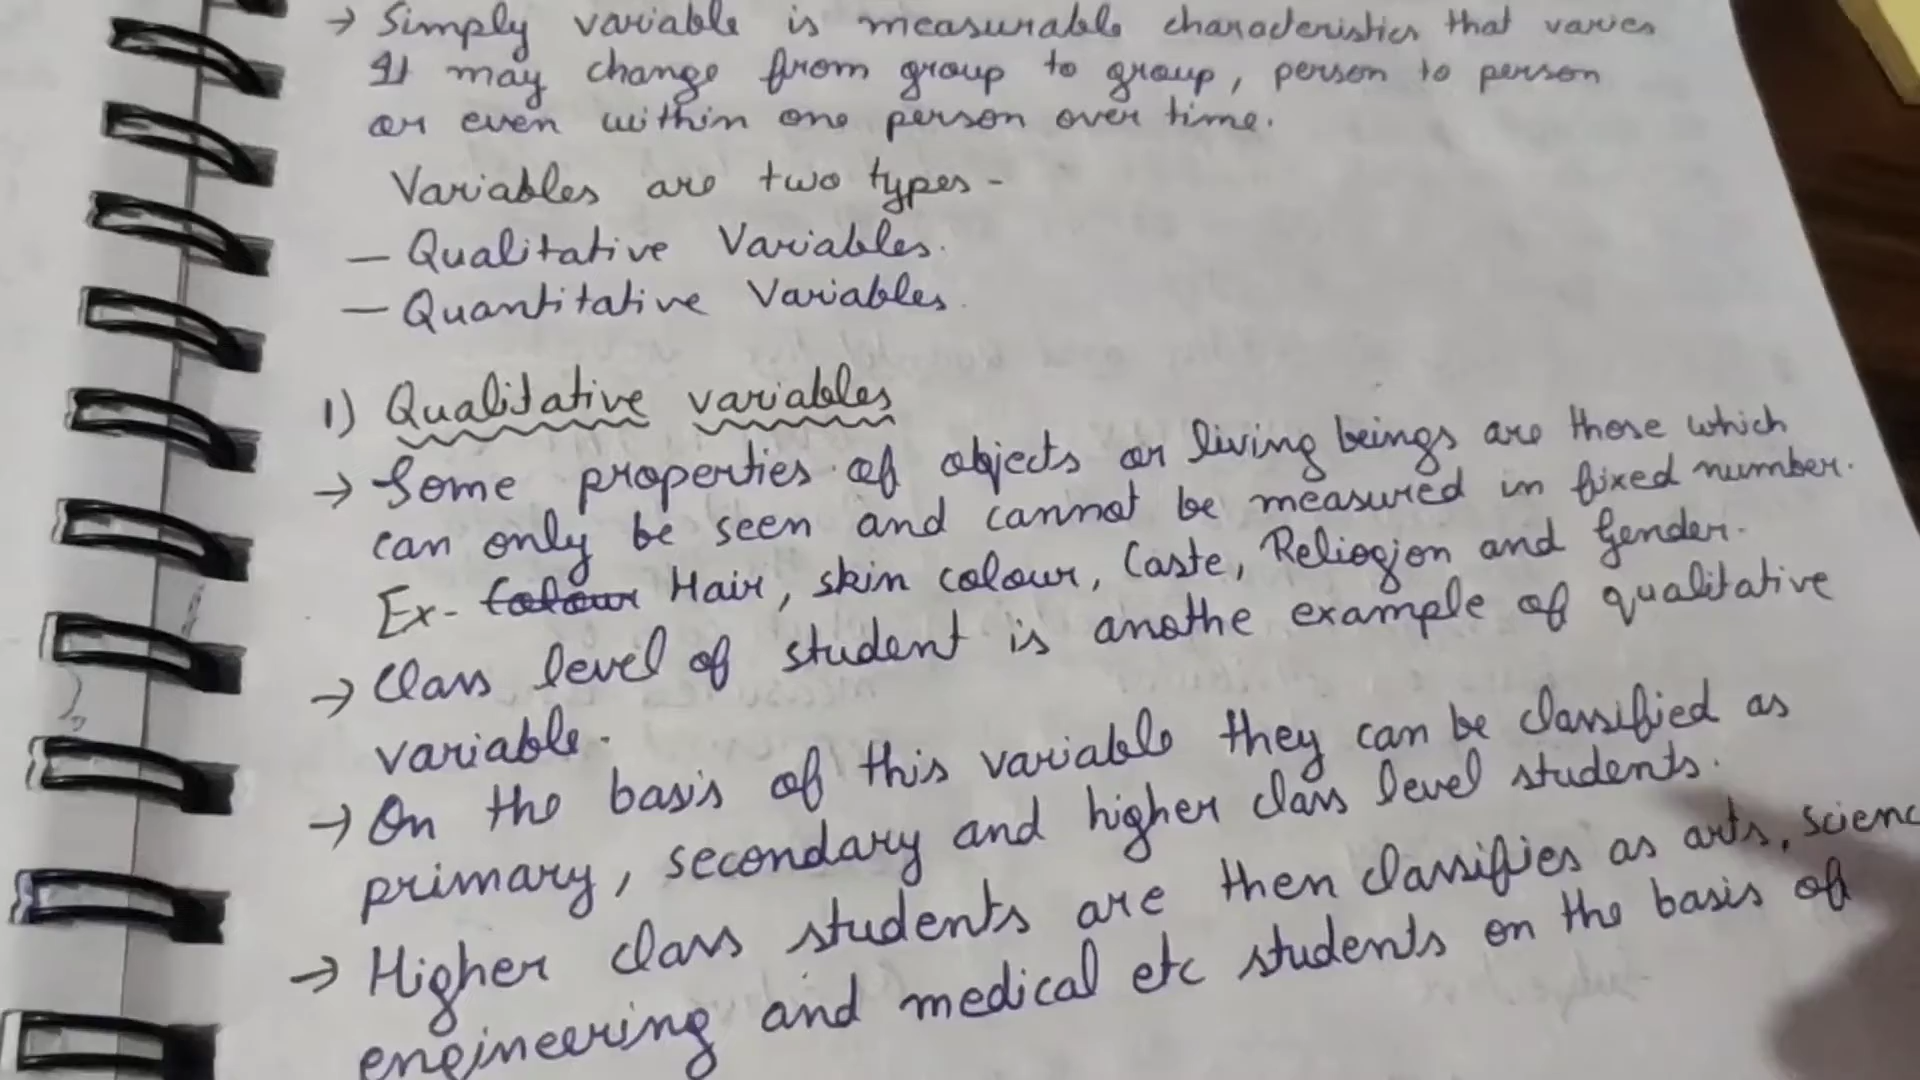 → Simply variable is measurable characteristics that varies
It may change from group to group, person to person
or even within one person over time.
Variables are two types -
— Qualitative Variables.
— Quantitative Variables.
1) Qualitative variables
→ Some properties of objects or living beings are those which
can only be seen and cannot be measured in fixed number.
Ex- Colour Hair, skin colour, Caste, Religion and Gender.
→ Class level of student is anothe example of qualitative
variable.
→ On the basis of this variable they can be classified as
primary, secondary and higher class level students.
→ Higher class students are then classifies as arts, scienc
engineering and medical etc students on the basis of